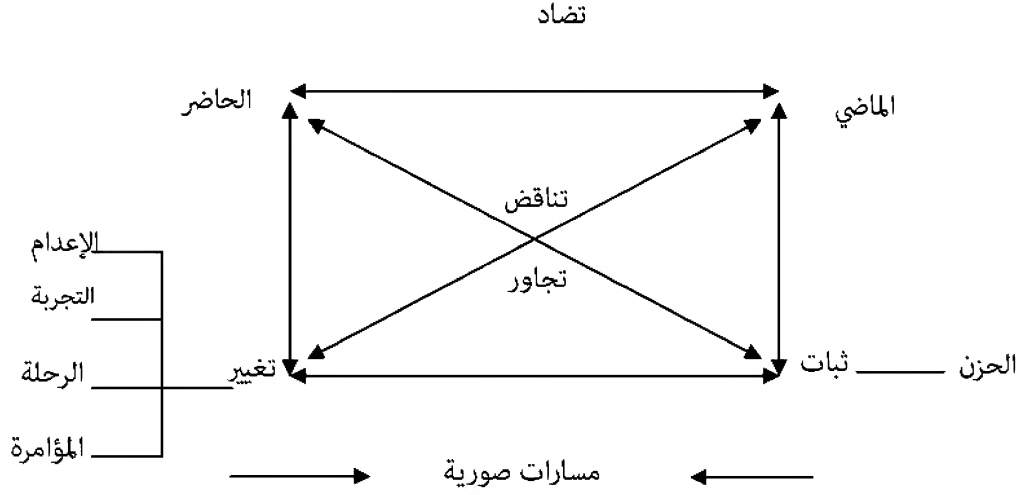 تضاد
الماضي
الحاضر
تناقض
تجاور
الإعدام
التجربة
الرحلة
المؤامرة
تغيير
ثبات
الحزن
مسارات صورية